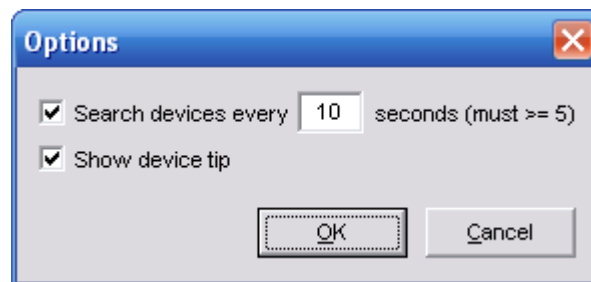 Options
Search devices every 10 seconds (must >= 5)
Show device tip
OK Cancel